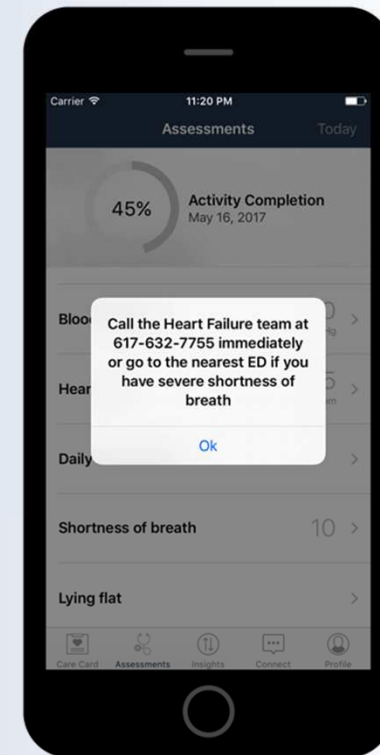 Carrier 11:20 PM
Assessments Today
45%
Activity Completion
May 16, 2017
Call the Heart Failure team at
617-632-7755 immediately
or go to the nearest ED if you
have severe shortness of
breath
Ok
Daily
Shortness of breath 10
Lying flat
Care Card Assessments Insights Connect Profile